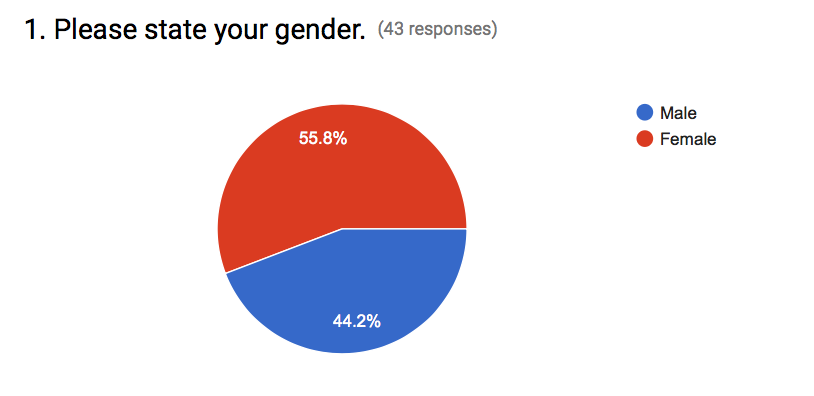 1. Please state your gender. (43 responses)
Male
Female
55.8%
44.2%